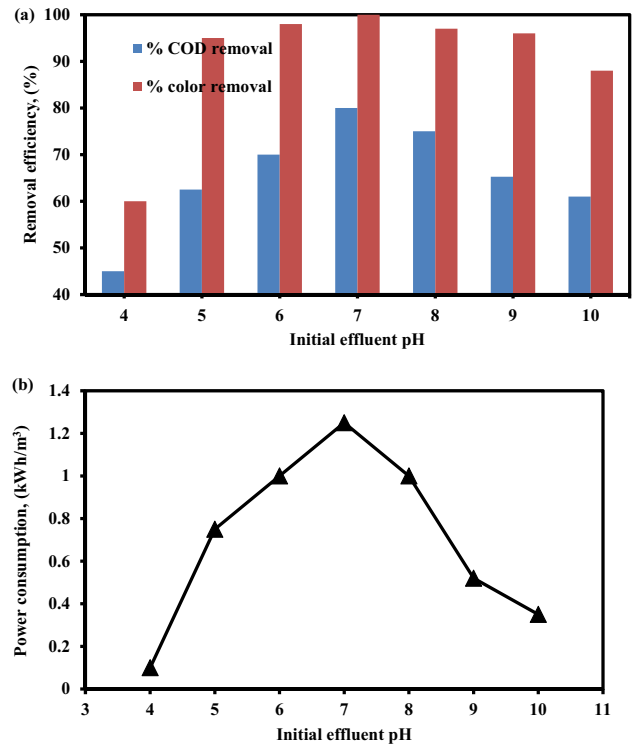 (a)
100
90
80
70
60
50
40
Removal efficiency, (%)
% COD removal
% color removal
4 5 6 7 8 9 10
Initial effluent pH
(b)
1.4
1.2
1
0.8
0.6
0.4
0.2
0
Power consumption, (kWh/m³)
3 4 5 6 7 8 9 10 11
Initial effluent pH